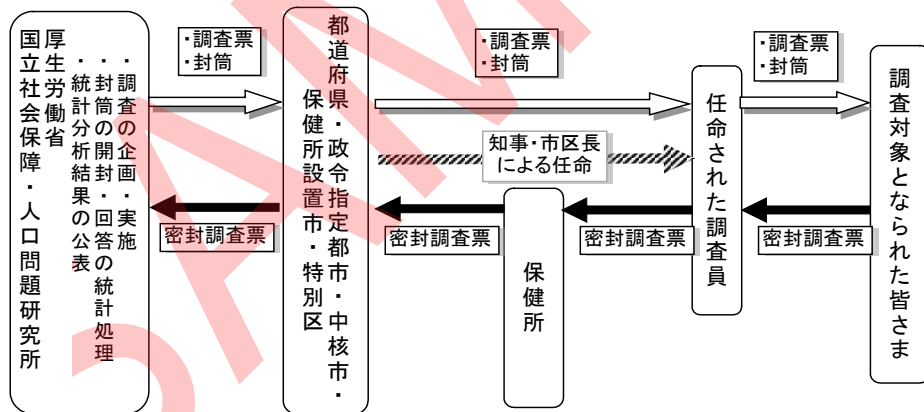 厚生労働省
国立社会保障・人口問題研究所
・調査の企画・実施
・封筒の開封・回答の統計処理
・統計分析結果の公表
・調査票
・封筒
都道府県・政令指定都市・中核市・
保健所設置市・特別区
・調査票
・封筒
知事・市区長
による任命
任命された調査員
・調査票
・封筒
調査対象となられた皆さま
密封調査票
密封調査票
保健所
密封調査票
密封調査票
SAM